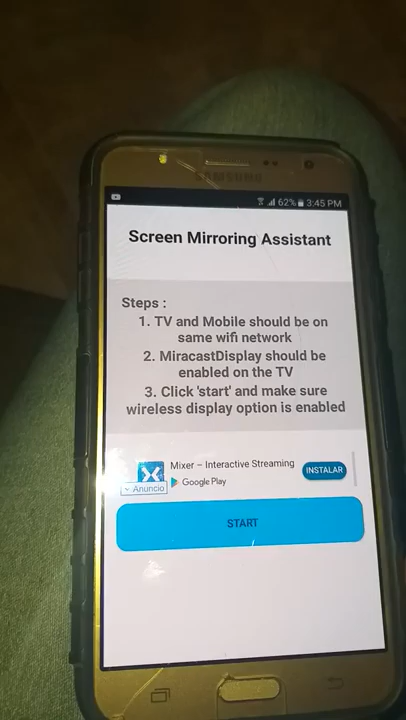 SAMSUNG
62% 3:45 PM
Screen Mirroring Assistant
Steps :
1. TV and Mobile should be on
same wifi network
2. MiracastDisplay should be
enabled on the TV
3. Click 'start' and make sure
wireless display option is enabled
Mixer – Interactive Streaming
INSTALAR
Google Play
Anuncio
START